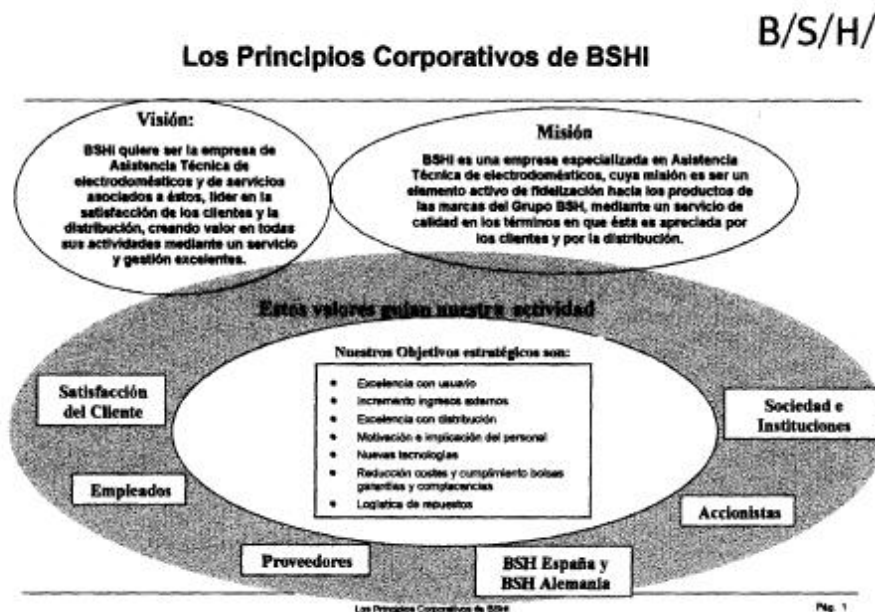 B/S/H/
Los Principios Corporativos de BSHI
Visión:
BSHI quiere ser la empresa de
Asistencia Técnica de
electrodomésticos y de servicios
asociados a éstos, líder en la
satisfacción de los clientes y la
distribución, creando valor en todas
sus actividades mediante un servicio
y gestión excelentes.
Misión
BSHI es una empresa especializada en Asistencia
Técnica de electrodomésticos, cuya misión es ser un
elemento activo de fidelización hacia los productos de
las marcas del Grupo BSH, mediante un servicio de
calidad en los términos en que ésta es apreciada por
los clientes y por la distribución.
Estos valores guían nuestra actividad
Nuestros Objetivos estratégicos son:
• Excelencia con usuario
• Incremento ingresos externos
• Excelencia con distribución
• Motivación e implicación del personal
• Nuevas tecnologías
• Reducción costes y cumplimiento bolsas
garantías y complacencias
• Logística de repuestos
Satisfacción
del Cliente
Empleados
Proveedores
BSH España y
BSH Alemania
Accionistas
Sociedad e
Instituciones
Los Principios Corporativos de BSHI
Pág. 1